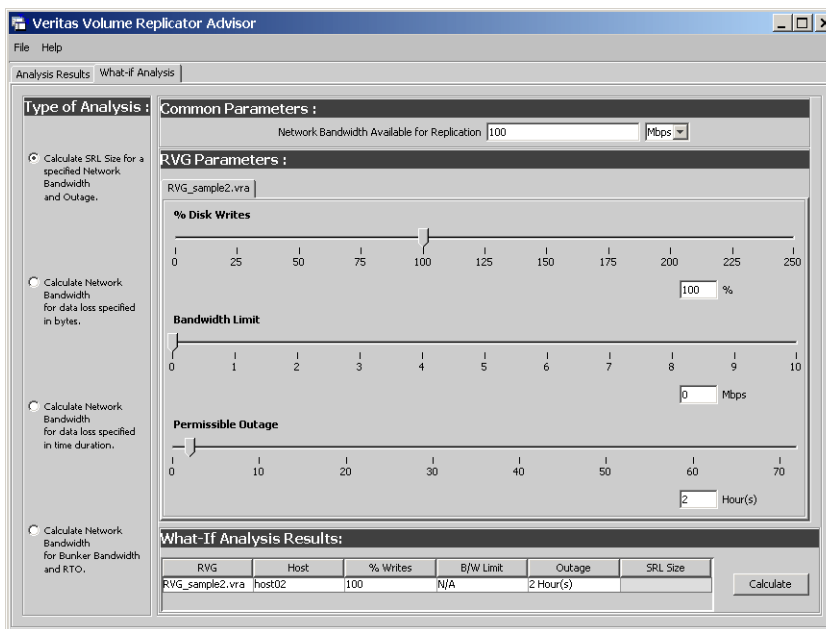 Veritas Volume Replicator Advisor
File Help
Analysis Results What-if Analysis
Type of Analysis :
Calculate SRL Size for a
specified Network
Bandwidth
and Outage.
Calculate Network
Bandwidth
for data loss specified
in bytes.
Calculate Network
Bandwidth
for data loss specified
in time duration.
Calculate Network
Bandwidth
for Bunker Bandwidth
and RTO.
Common Parameters :
Network Bandwidth Available for Replication 100 Mbps
RVG Parameters :
RVG_sample2.vra
% Disk Writes
0 25 50 75 100 125 150 175 200 225 250
100 %
Bandwidth Limit
0 1 2 3 4 5 6 7 8 9 10
0 Mbps
Permissible Outage
0 10 20 30 40 50 60 70
2 Hour(s)
What-If Analysis Results:
RVG Host % Writes B/W Limit Outage SRL Size
RVG_sample2.vra host02 100 N/A 2 Hour(s)
Calculate